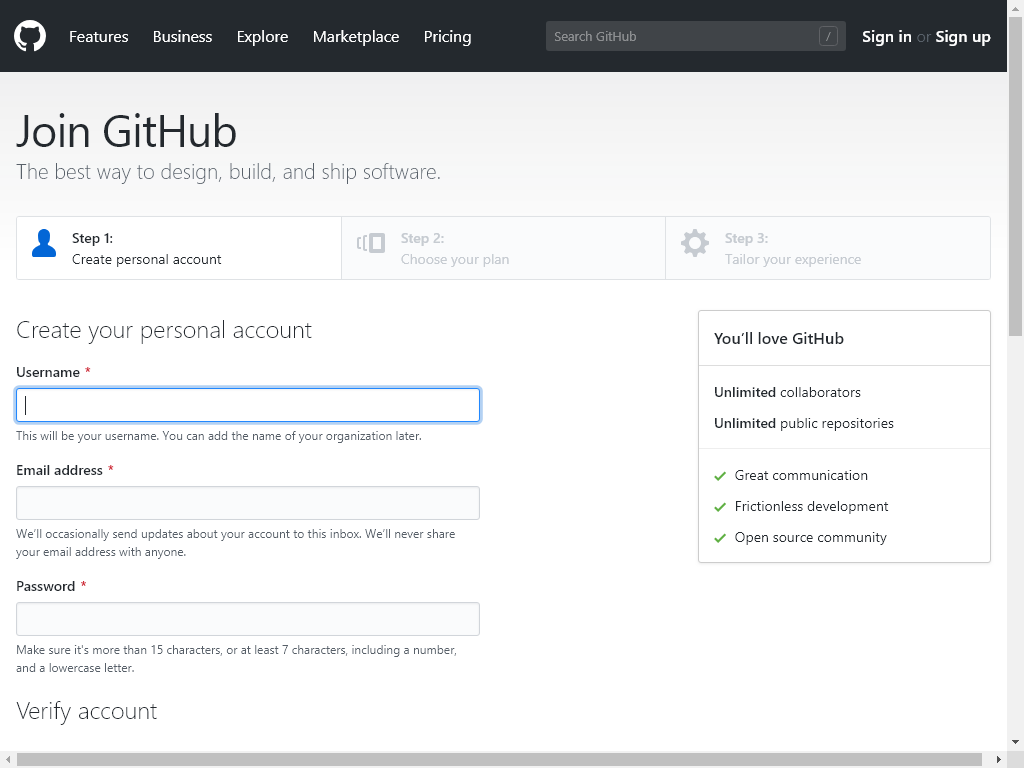 Features Business Explore Marketplace Pricing Search GitHub / Sign in or Sign up
Join GitHub
The best way to design, build, and ship software.
Step 1:
Create personal account
Step 2:
Choose your plan
Step 3:
Tailor your experience
Create your personal account
Username *
This will be your username. You can add the name of your organization later.
Email address *
We'll occasionally send updates about your account to this inbox. We'll never share
your email address with anyone.
Password *
Make sure it's more than 15 characters, or at least 7 characters, including a number,
and a lowercase letter.
Verify account
You'll love GitHub
Unlimited collaborators
Unlimited public repositories
Great communication
Frictionless development
Open source community